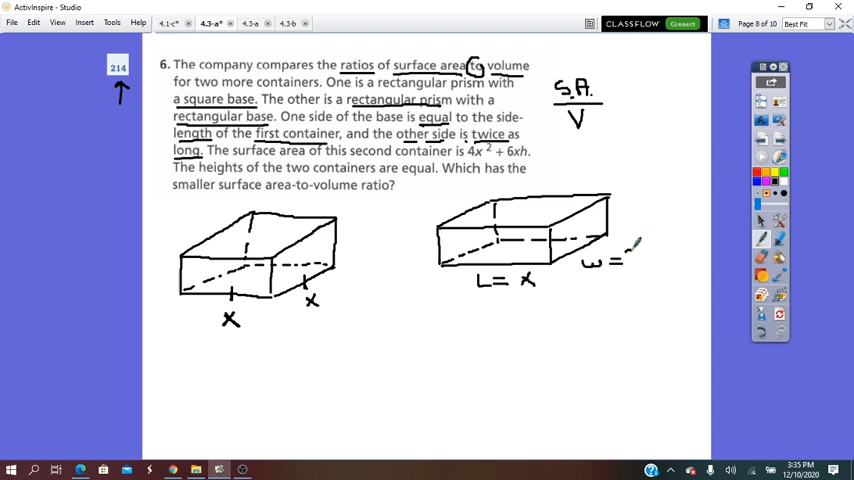 ActivInspire - Studio
File Edit View Insert Tools Help
4.1-c* 4.3-a* 4.3-a 4.3-b
CLASSFLOW Connect
Page 8 of 10 Best Fit
214
6. The company compares the ratios of surface area to volume
for two more containers. One is a rectangular prism with
a square base. The other is a rectangular prism with a
rectangular base. One side of the base is equal to the side-
length of the first container, and the other side is twice as
long. The surface area of this second container is 4x² + 6xh.
The heights of the two containers are equal. Which has the
smaller surface area-to-volume ratio?
S.A.
V
x
x
L = x
w =
3:35 PM
12/10/2020